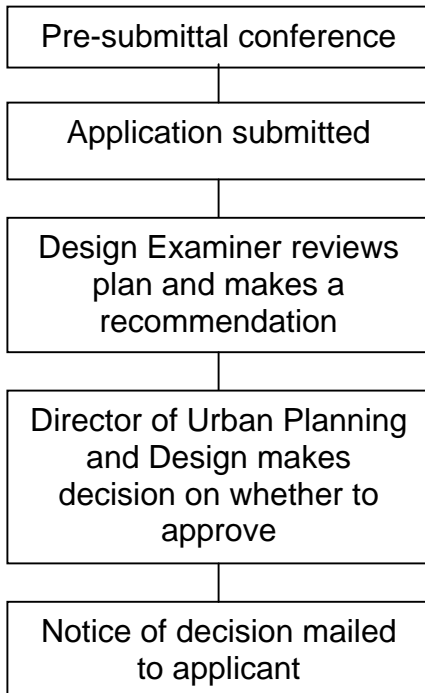 Pre-submittal conference
Application submitted
Design Examiner reviews
plan and makes a
recommendation
Director of Urban Planning
and Design makes
decision on whether to
approve
Notice of decision mailed
to applicant